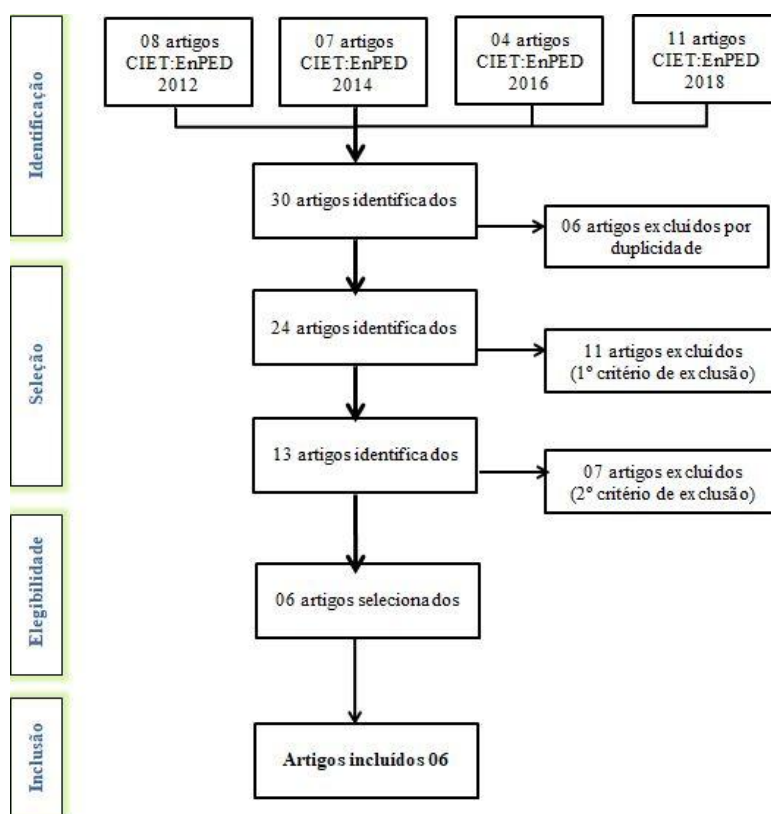 08 artigos
CIET:EnPED
2012
07 artigos
CIET:EnPED
2014
04 artigos
CIET:EnPED
2016
11 artigos
CIET:EnPED
2018
Identificação
30 artigos identificados
06 artigos excluídos por
duplicidade
Seleção
24 artigos identificados
11 artigos excluídos
(1º critério de exclusão)
13 artigos identificados
07 artigos excluídos
(2º critério de exclusão)
Elegibilidade
06 artigos selecionados
Inclusão
Artigos incluídos 06